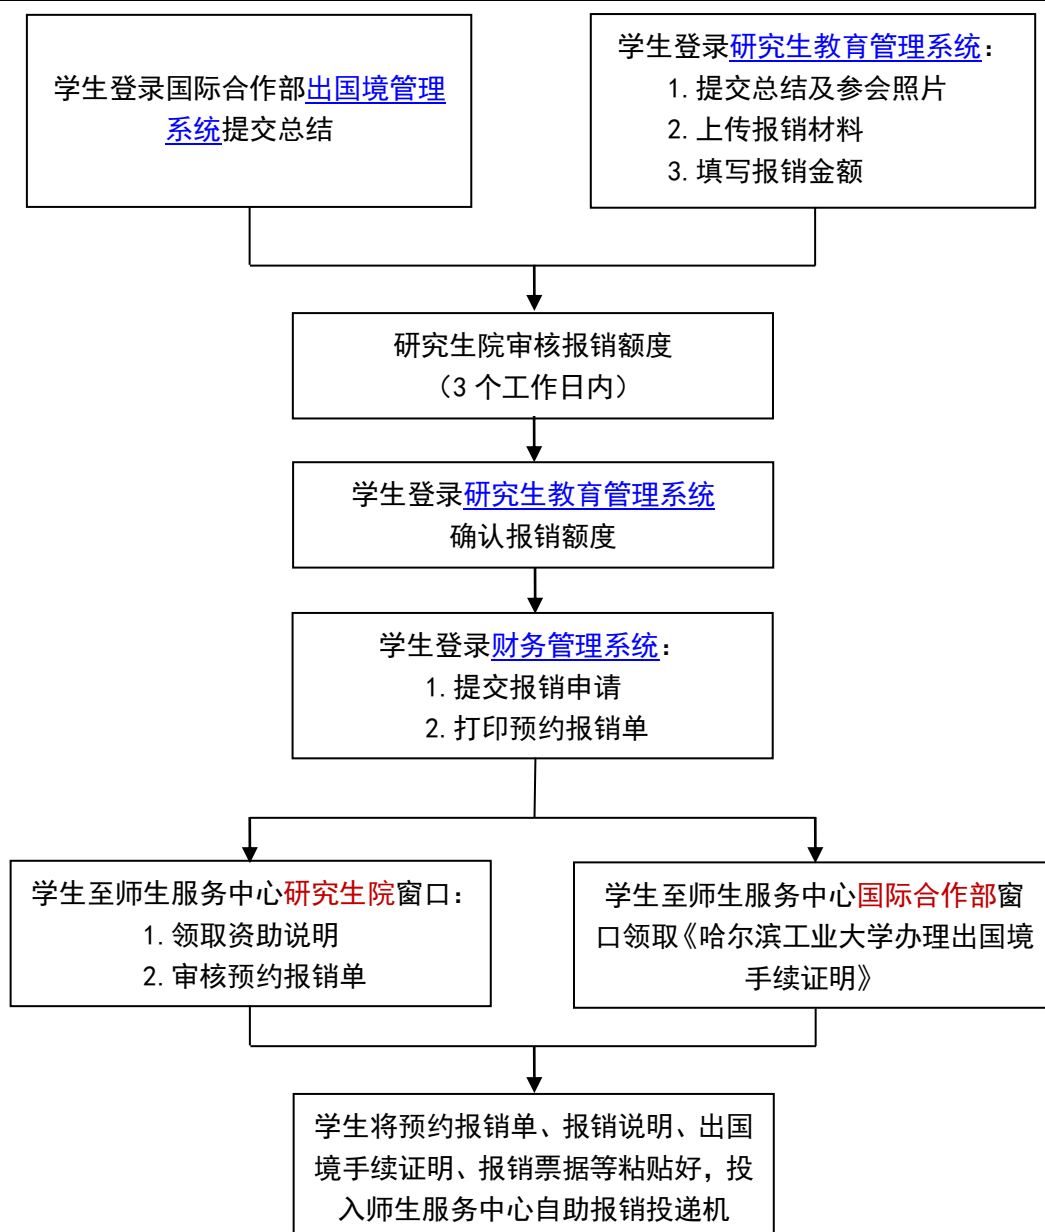 学生登录国际合作部出国境管理
系统提交总结
学生登录研究生教育管理系统：
1.提交总结及参会照片
2.上传报销材料
3.填写报销金额
研究生院审核报销额度
（3 个工作日内）
学生登录研究生教育管理系统
确认报销额度
学生登录财务管理系统：
1.提交报销申请
2.打印预约报销单
学生至师生服务中心研究生院窗口：
1.领取资助说明
2.审核预约报销单
学生至师生服务中心国际合作部窗
口领取《哈尔滨工业大学办理出国境
手续证明》
学生将预约报销单、报销说明、出国
境手续证明、报销票据等粘贴好，投
入师生服务中心自助报销投递机